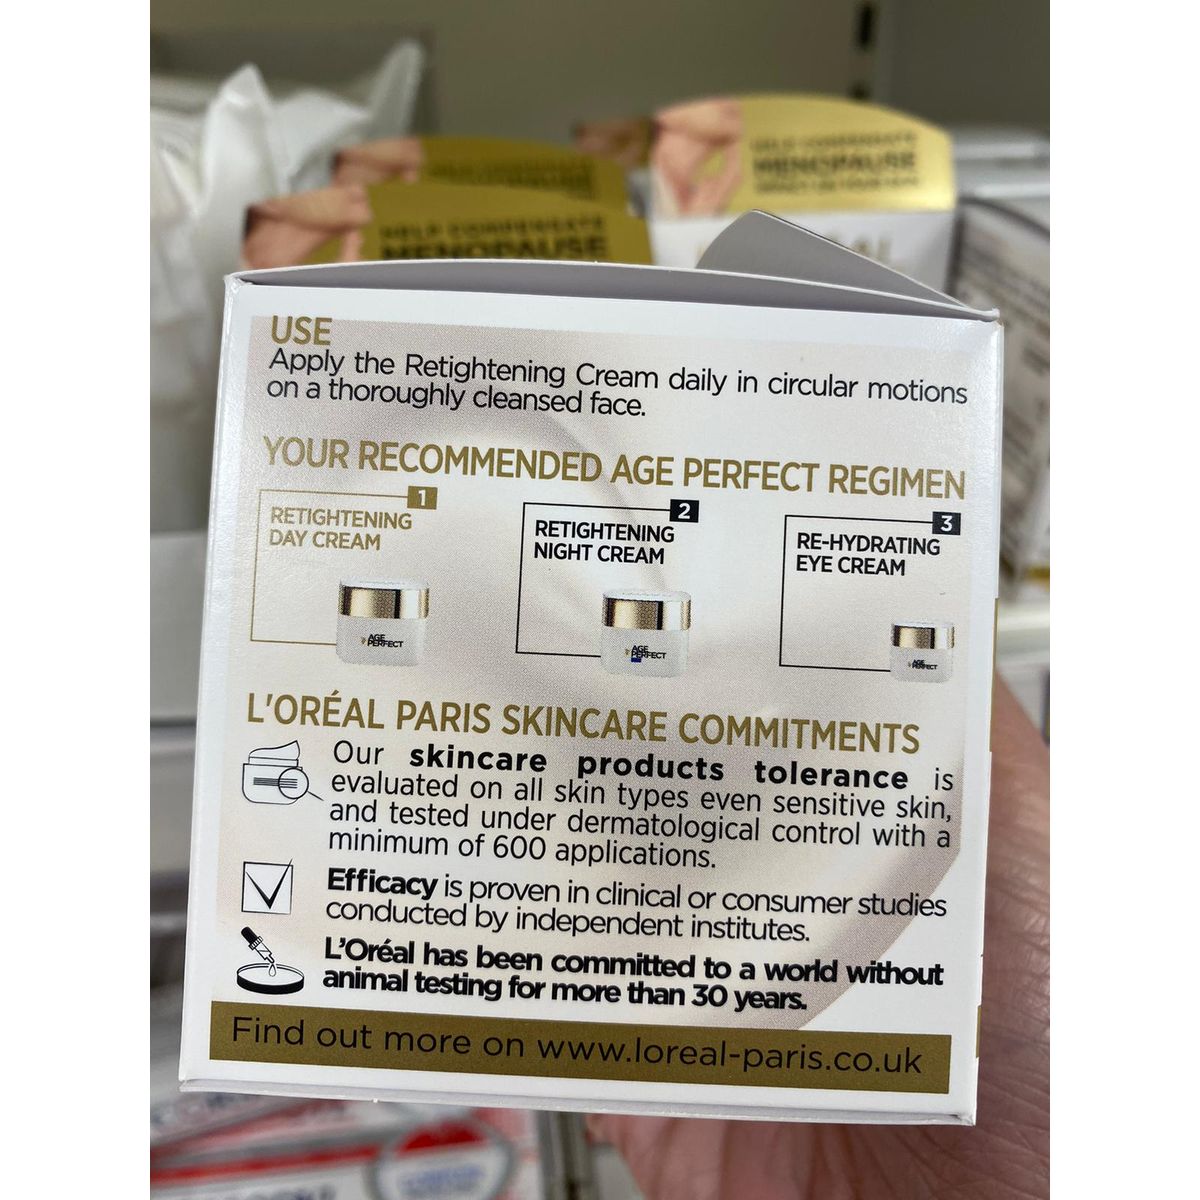 HELP COMPENSATE
MENOPAUSE
HELP COMPENSATE
MENOPAUSE
USE
Apply the Retightening Cream daily in circular motions
on a thoroughly cleansed face.
YOUR RECOMMENDED AGE PERFECT REGIMEN
1
RETIGHTENING
DAY CREAM
AGE
PERFECT
2
RETIGHTENING
NIGHT CREAM
AGE
PERFECT
3
RE-HYDRATING
EYE CREAM
AGE
PERFECT
L'ORÉAL PARIS SKINCARE COMMITMENTS
Our skincare products tolerance is
evaluated on all skin types even sensitive skin,
and tested under dermatological control with a
minimum of 600 applications.
Efficacy is proven in clinical or consumer studies
conducted by independent institutes.
L'Oréal has been committed to a world without
animal testing for more than 30 years.
Find out more on www.loreal-paris.co.uk